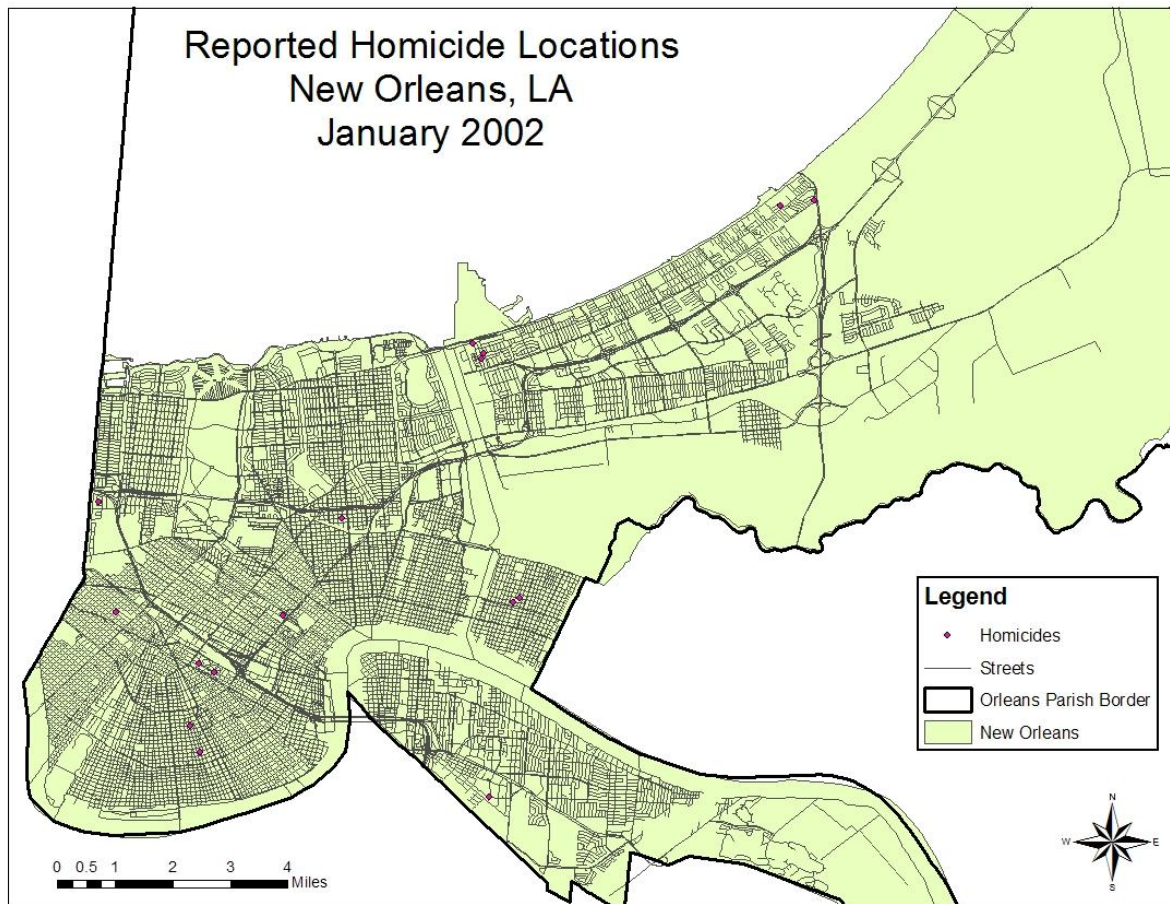 Reported Homicide Locations
New Orleans, LA
January 2002
Legend
Homicides
Streets
Orleans Parish Border
New Orleans
0 0.5 1 2 3 4
Miles
N
W E
S